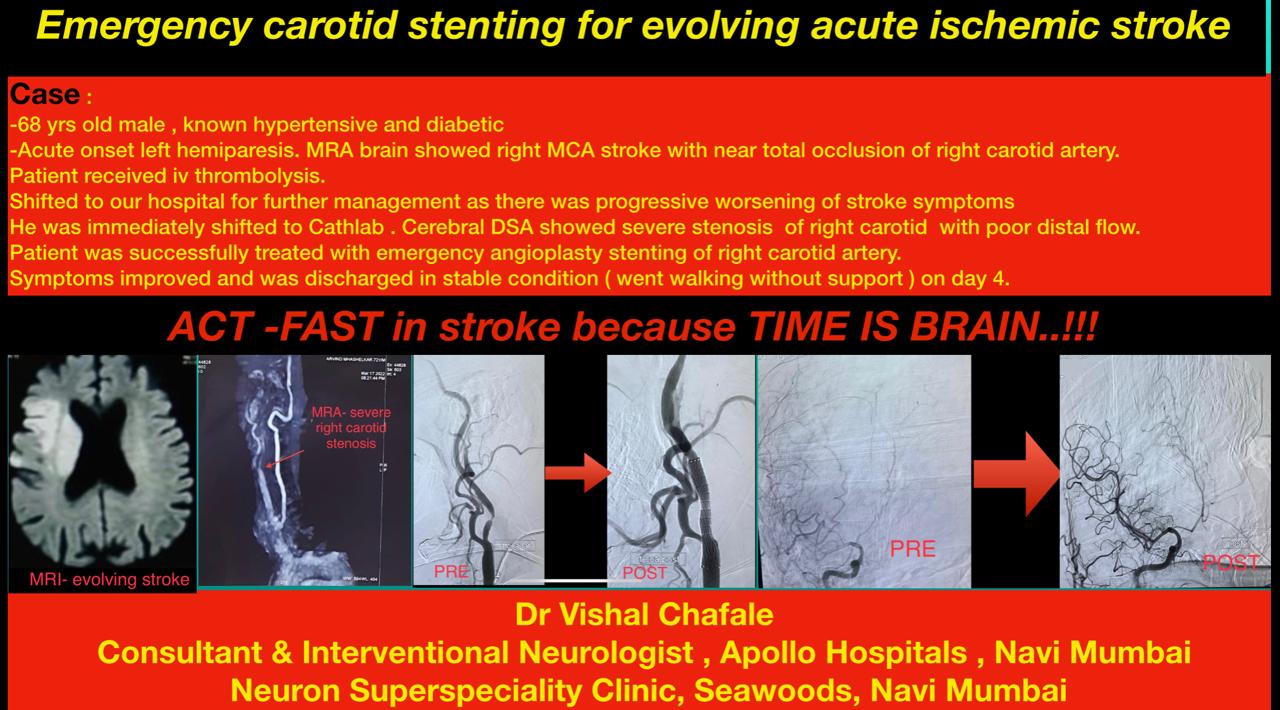 Emergency carotid stenting for evolving acute ischemic stroke
Case :
-68 yrs old male , known hypertensive and diabetic
-Acute onset left hemiparesis. MRA brain showed right MCA stroke with near total occlusion of right carotid artery.
Patient received iv thrombolysis.
Shifted to our hospital for further management as there was progressive worsening of stroke symptoms
He was immediately shifted to Cathlab . Cerebral DSA showed severe stenosis  of right carotid  with poor distal flow.
Patient was successfully treated with emergency angioplasty stenting of right carotid artery.
Symptoms improved and was discharged in stable condition ( went walking without support ) on day 4.
ACT -FAST in stroke because TIME IS BRAIN..!!!
MRI- evolving stroke
MRA- severe
right carotid
stenosis
PRE
POST
PRE
POST
Dr Vishal Chafale
Consultant & Interventional Neurologist , Apollo Hospitals , Navi Mumbai
Neuron Superspeciality Clinic, Seawoods, Navi Mumbai